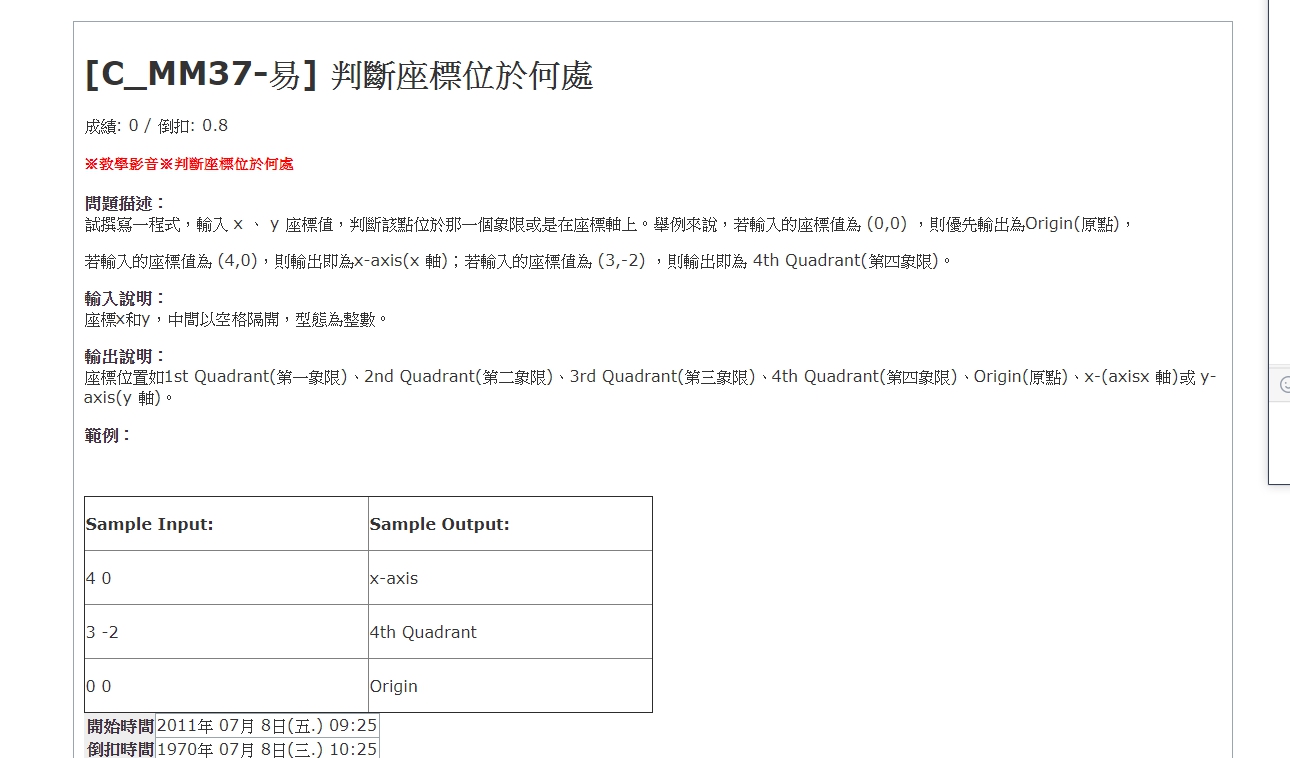 [C_MM37-易] 判斷座標位於何處
成績: 0 / 倒扣: 0.8
※教學影音※判斷座標位於何處
問題描述：
試撰寫一程式，輸入 x 、 y 座標值，判斷該點位於那一個象限或是在座標軸上。舉例來說，若輸入的座標值為 (0,0) ，則優先輸出為Origin(原點)，
若輸入的座標值為 (4,0)，則輸出即為x-axis(x 軸)；若輸入的座標值為 (3,-2) ，則輸出即為 4th Quadrant(第四象限)。
輸入說明：
座標x和y，中間以空格隔開，型態為整數。
輸出說明：
座標位置如1st Quadrant(第一象限)、2nd Quadrant(第二象限)、3rd Quadrant(第三象限)、4th Quadrant(第四象限)、Origin(原點)、x-(axisx 軸)或 y-
axis(y 軸)。
範例：
Sample Input: Sample Output:
4 0 x-axis
3 -2 4th Quadrant
0 0 Origin
開始時間 2011年 07月 8日(五.) 09:25
倒扣時間 1970年 07月 8日(三.) 10:25